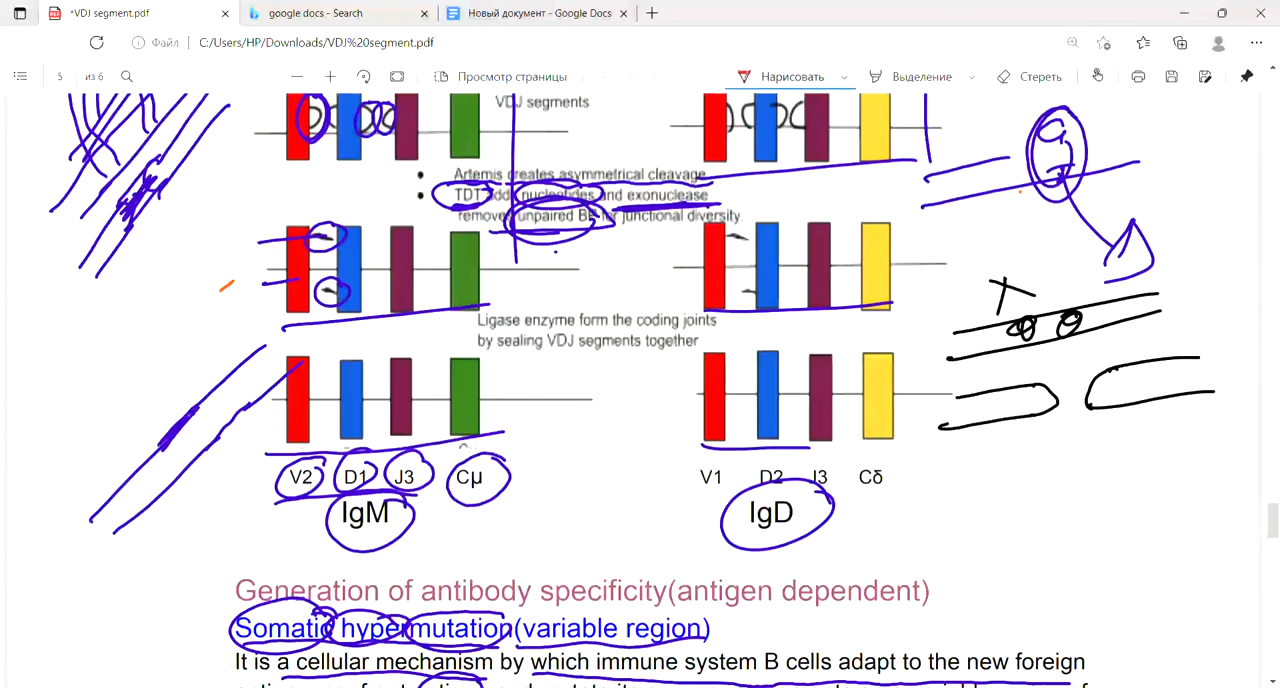 *VDJ segment.pdf
google docs - Search
Новый документ - Google Docs
Файл C:/Users/HP/Downloads/VDJ%20segment.pdf
5 из 6 Просмотр страницы Нарисовать Выделение Стереть
VDJ segments
• Artemis creates asymmetrical cleavage
• TDT adds nucleotides and exonuclease
remove unpaired BP for junctional diversity
Ligase enzyme form the coding joints
by sealing VDJ segments together
V2 D1 J3 Cμ V1 D2 J3 Cδ
IgM IgD
Generation of antibody specificity(antigen dependent)
Somatic hypermutation(variable region)
It is a cellular mechanism by which immune system B cells adapt to the new foreign